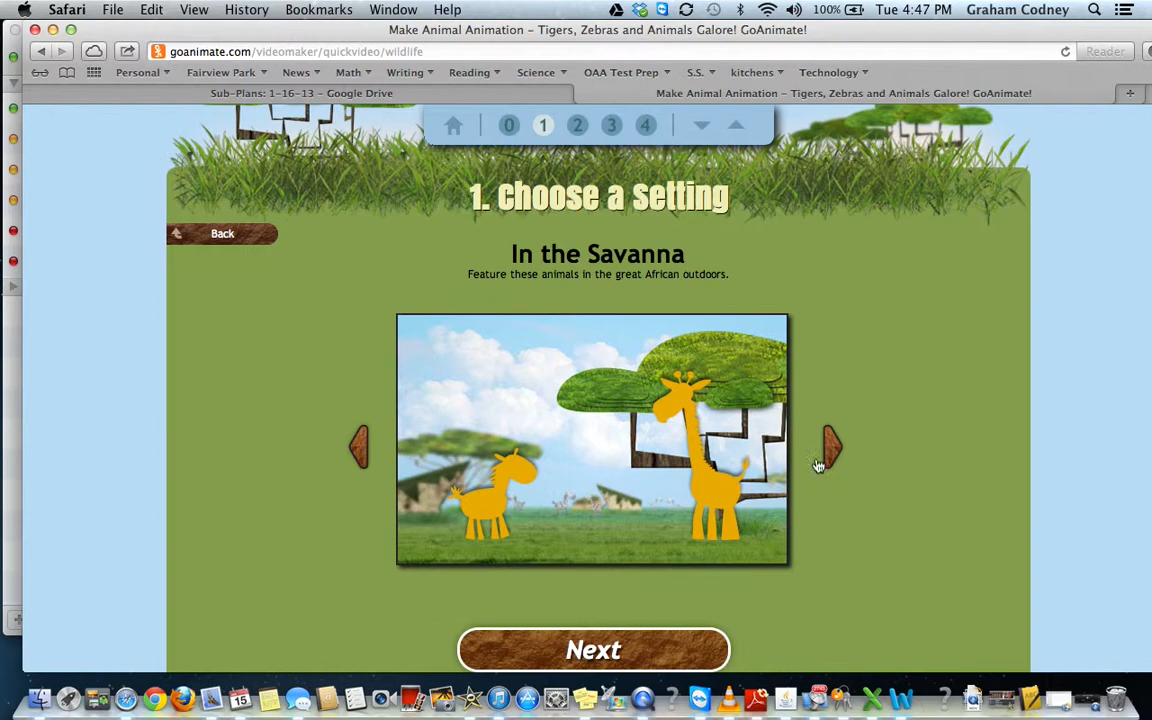 Safari File Edit View History Bookmarks Window Help 100% Tue 4:47 PM Graham Codney
Make Animal Animation – Tigers, Zebras and Animals Galore! GoAnimate!
goanimate.com/videomaker/quickvideo/wildlife Reader
Personal Fairview Park News Math Writing Reading Science OAA Test Prep S.S. kitchens Technology
Sub-Plans: 1-16-13 – Google Drive Make Animal Animation – Tigers, Zebras and Animals Galore! GoAnimate!
0 1 2 3 4
1. Choose a Setting
Back
In the Savanna
Feature these animals in the great African outdoors.
Next
15